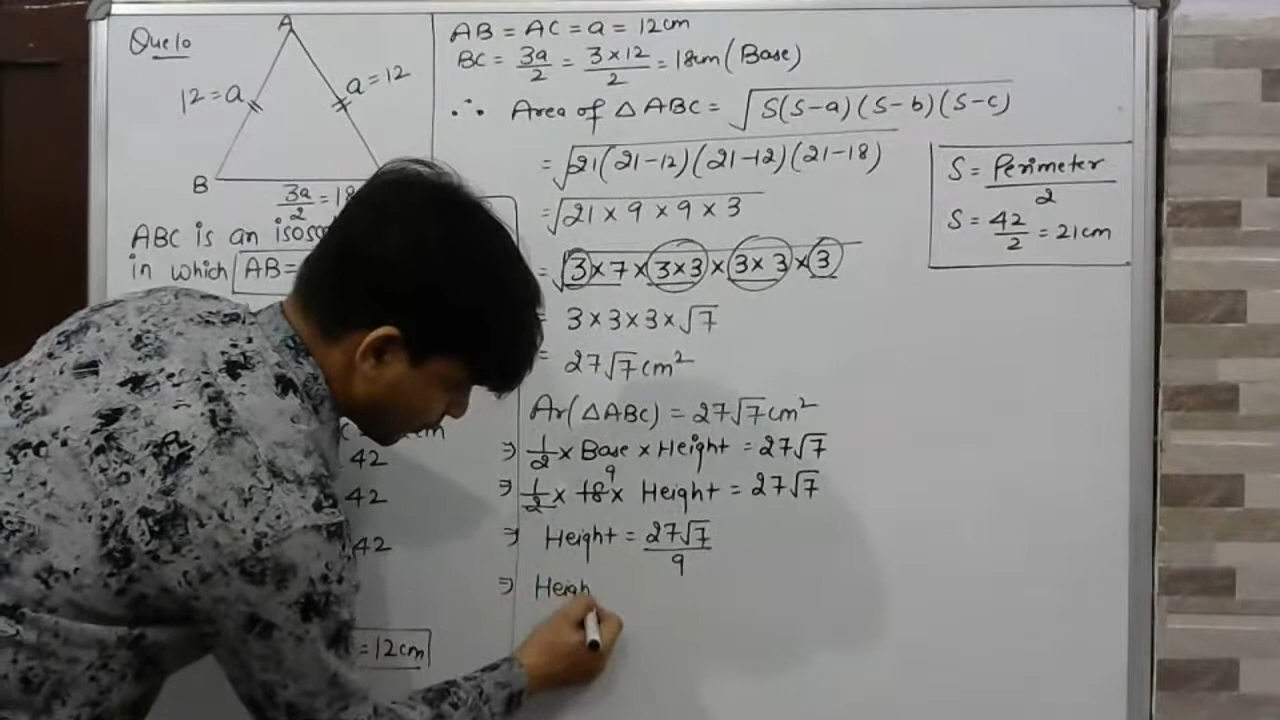 Que10
A
12 = a
a = 12
B
3a/2 = 18
ABC is an
in which AB =
cm
42
42
42
= 12cm
AB = AC = a = 12cm
BC = 3a/2 = 3 × 12/2 = 18cm (Base)
∴ Area of △ABC = √S(S-a)(S-b)(S-c)
= √21(21-12)(21-12)(21-18)
= √21 × 9 × 9 × 3
= √3 × 7 × 3 × 3 × 3 × 3 × 3
= 3 × 3 × 3 × √7
= 27√7 cm²
Ar(△ABC) = 27√7 cm²
⇒ 1/2 × Base × Height = 27√7
9
⇒ 1/2 × 18 × Height = 27√7
⇒ Height = 27√7/9
⇒ Heigh
S = Perimeter/2
S = 42/2 = 21cm